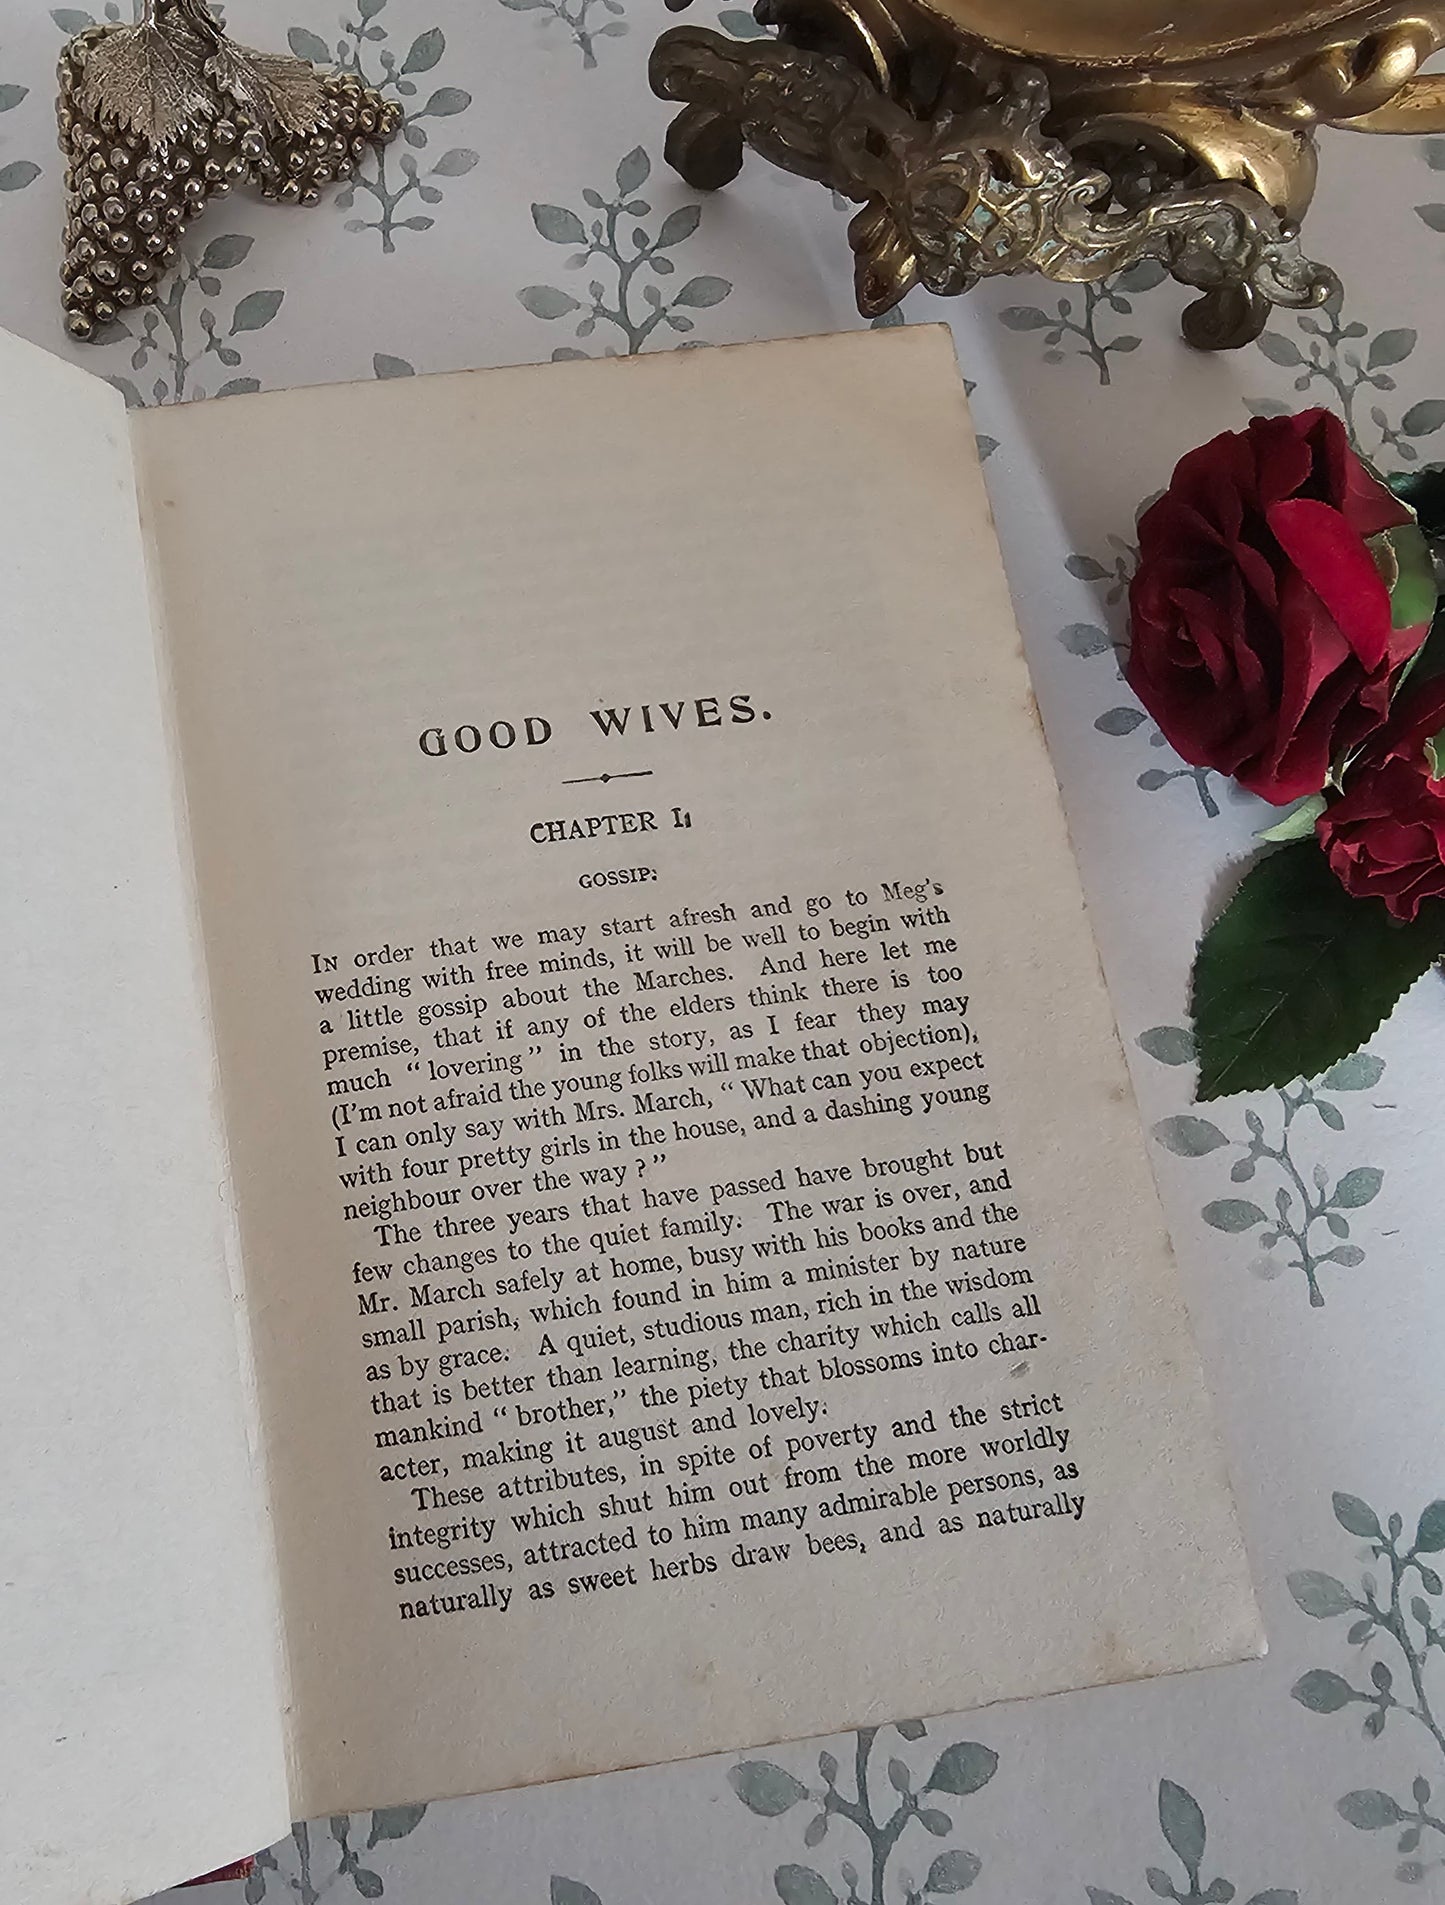 GOOD WIVES.
CHAPTER I.
GOSSIP.
IN order that we may start afresh and go to Meg's
wedding with free minds, it will be well to begin with
a little gossip about the Marches. And here let me
premise, that if any of the elders think there is too
much “lovering” in the story, as I fear they may
(I'm not afraid the young folks will make that objection),
I can only say with Mrs. March, “What can you expect
with four pretty girls in the house, and a dashing young
neighbour over the way?”
The three years that have passed have brought but
few changes to the quiet family. The war is over, and
Mr. March safely at home, busy with his books and the
small parish, which found in him a minister by nature
as by grace. A quiet, studious man, rich in the wisdom
that is better than learning, the charity which calls all
mankind “brother,” the piety that blossoms into char-
acter, making it august and lovely.
These attributes, in spite of poverty and the strict
integrity which shut him out from the more worldly
successes, attracted to him many admirable persons, as
naturally as sweet herbs draw bees, and as naturally